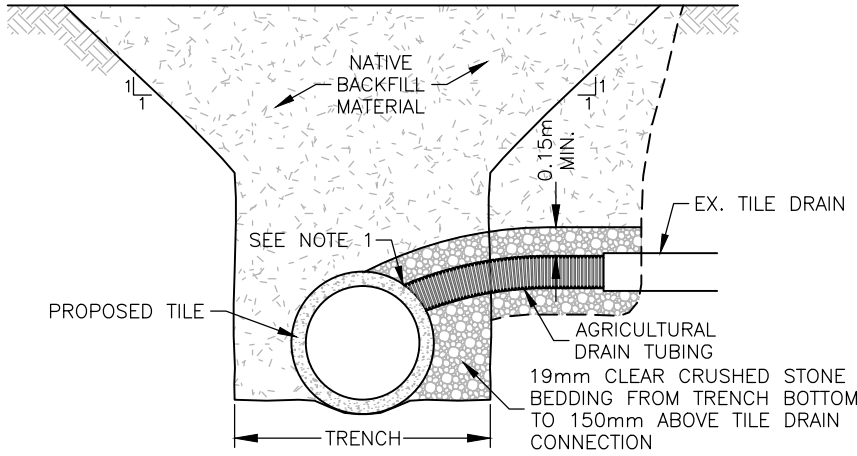 NATIVE
BACKFILL
MATERIAL
1
1
1
1
0.15m
MIN.
EX. TILE DRAIN
SEE NOTE 1
PROPOSED TILE
AGRICULTURAL
DRAIN TUBING
19mm CLEAR CRUSHED STONE
BEDDING FROM TRENCH BOTTOM
TO 150mm ABOVE TILE DRAIN
CONNECTION
TRENCH